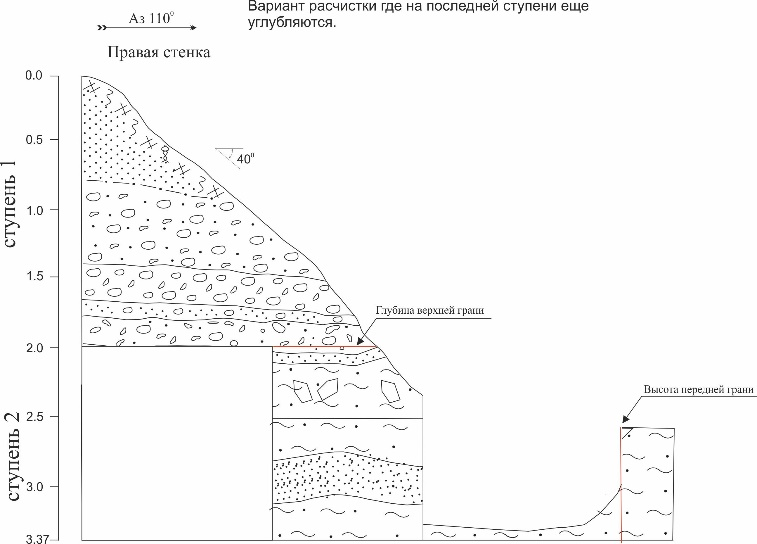 Вариант расчистки где на последней ступени еще
углубляются.
Аз 110°
Правая стенка
0.0
0.5
40°
1.0
ступень 1
1.5
Глубина верхцей грани
2.0
Высота передней грани
2.5
ступень 2
3.0
3.37